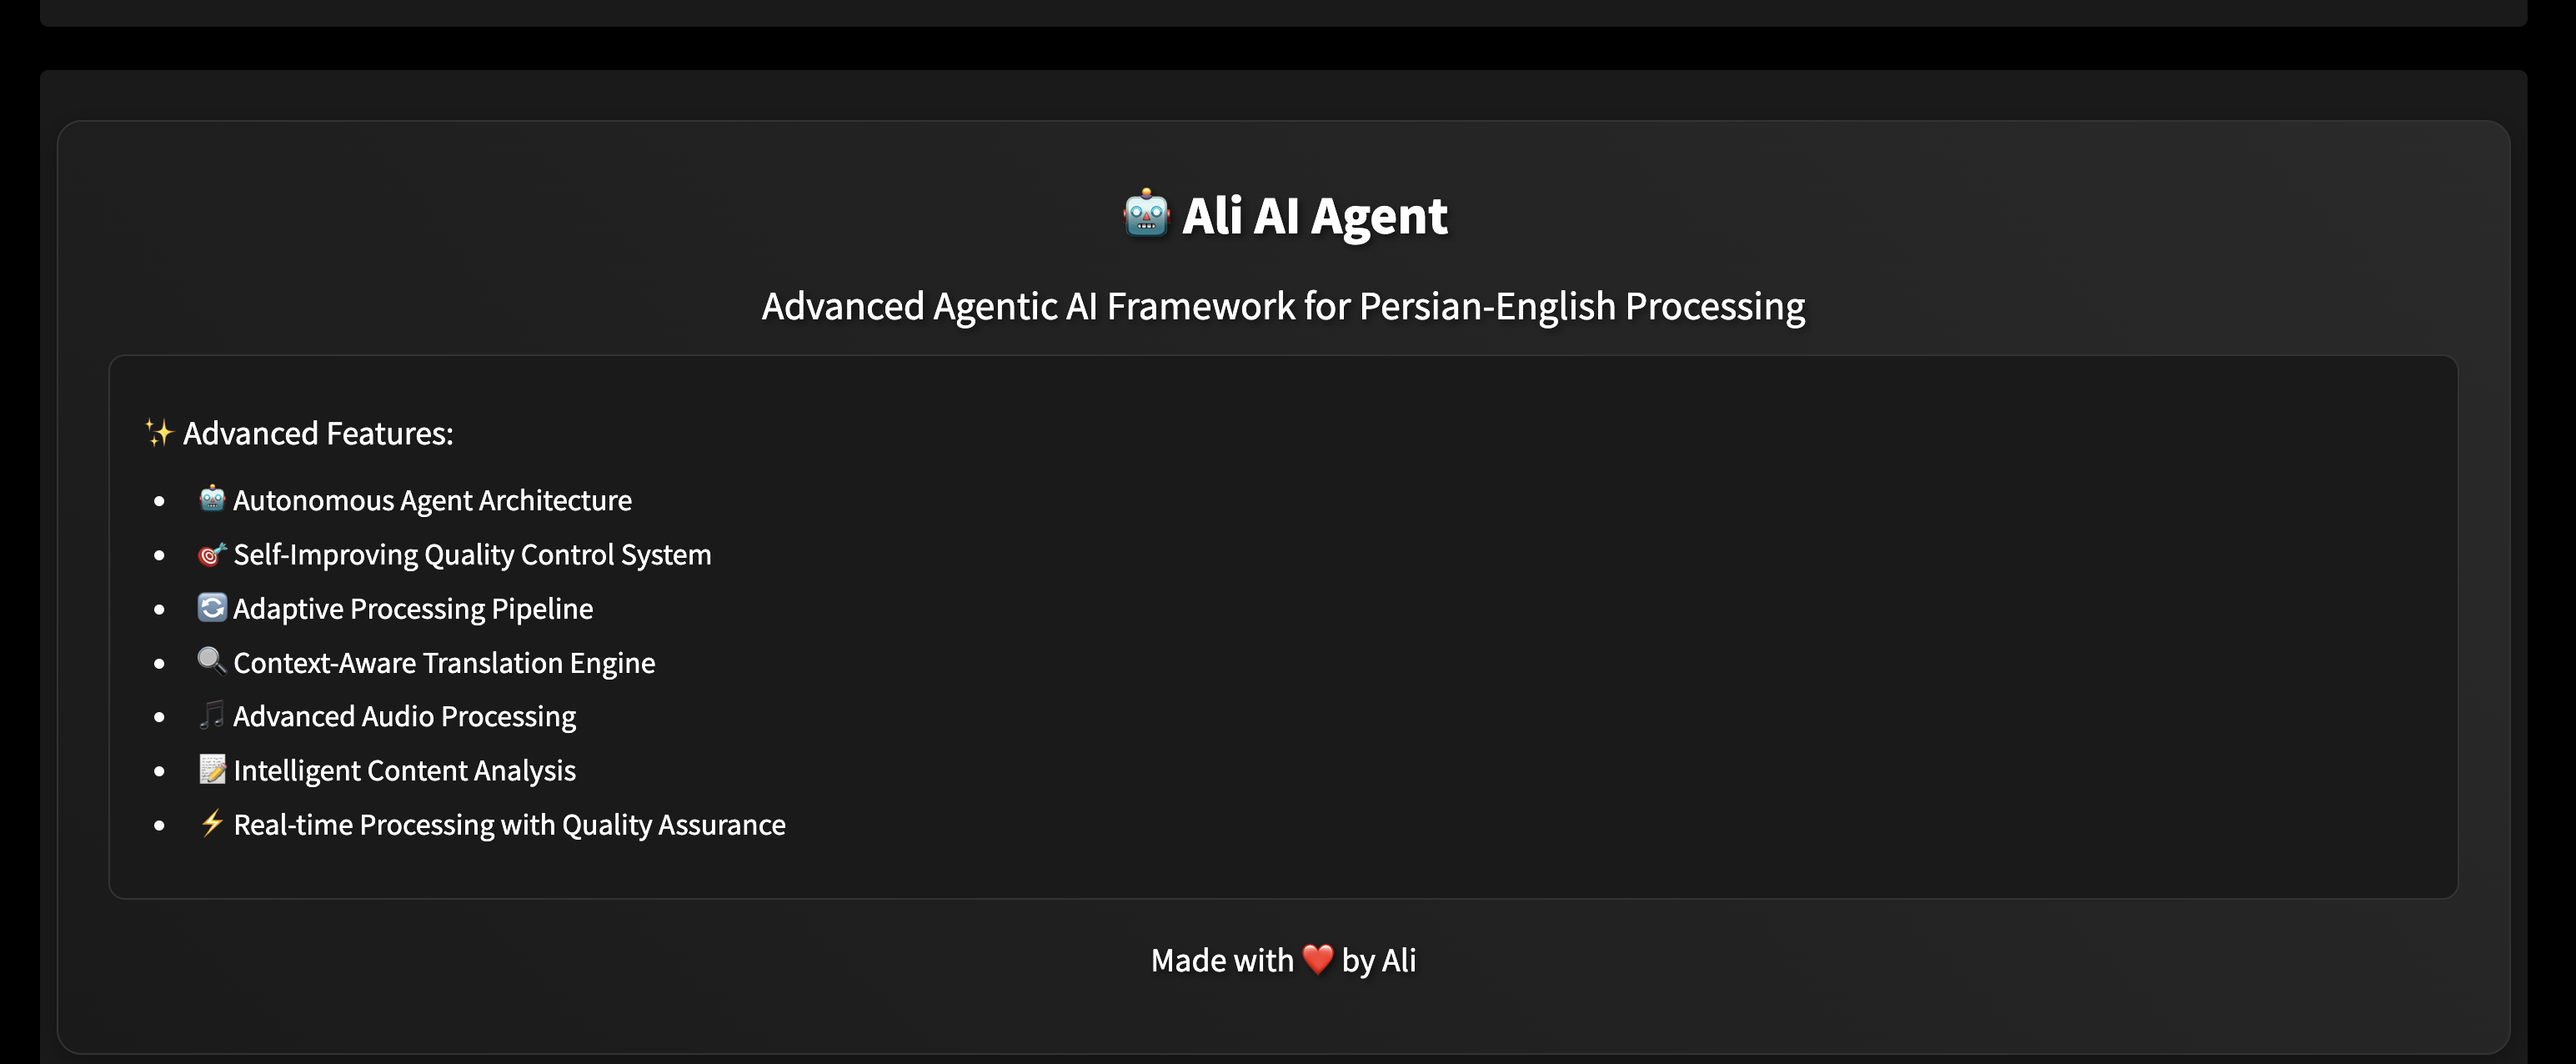 🤖 Ali AI Agent
Advanced Agentic AI Framework for Persian-English Processing
✨ Advanced Features:
• 🤖 Autonomous Agent Architecture
• 🎯 Self-Improving Quality Control System
• 🔄 Adaptive Processing Pipeline
• 🔍 Context-Aware Translation Engine
• 🎵 Advanced Audio Processing
• 📝 Intelligent Content Analysis
• ⚡ Real-time Processing with Quality Assurance
Made with ❤️ by Ali